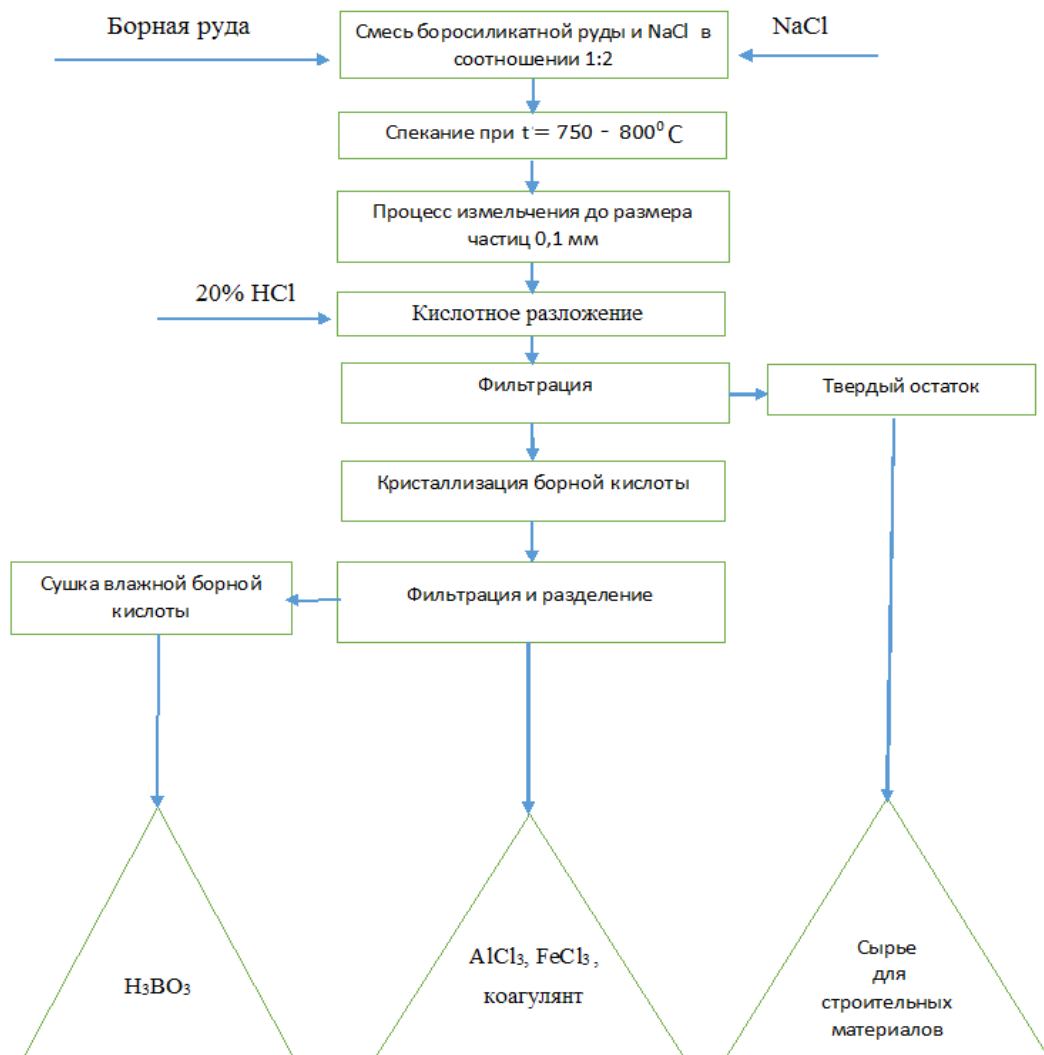 Борная руда
Смесь боросиликатной руды и NaCl в
соотношении 1:2
NaCl
Спекание при t = 750 - 800⁰ C
Процесс измельчения до размера
частиц 0,1 мм
20% HCl
Кислотное разложение
Фильтрация
Твердый остаток
Кристаллизация борной кислоты
Сушка влажной борной
кислоты
Фильтрация и разделение
H₃BO₃
AlCl₃, FeCl₃ ,
коагулянт
Сырье
для
строительных
материалов